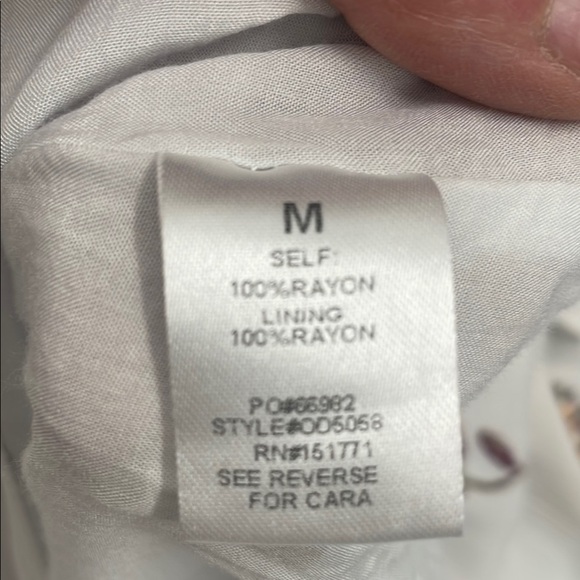 M
SELF:
100%RAYON
LINING
100%RAYON
PO#66982
STYLE#OD5058
RN#151771
SEE REVERSE
FOR CARA